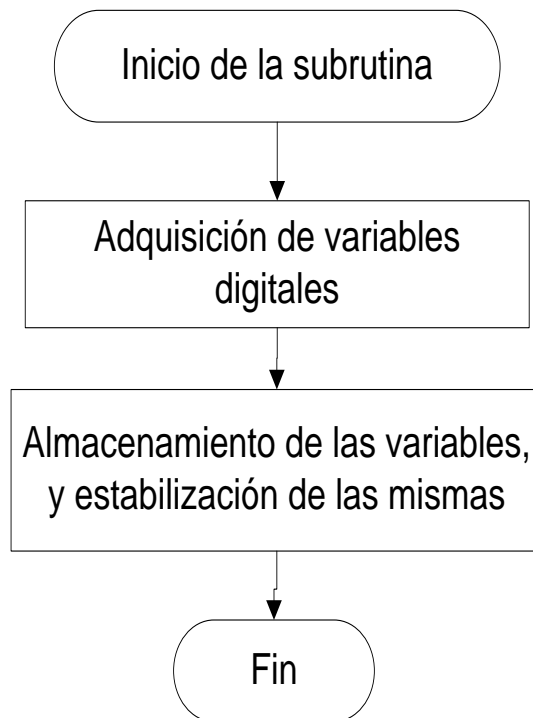 Inicio de la subrutina
Adquisición de variables
digitales
Almacenamiento de las variables,
y estabilización de las mismas
Fin